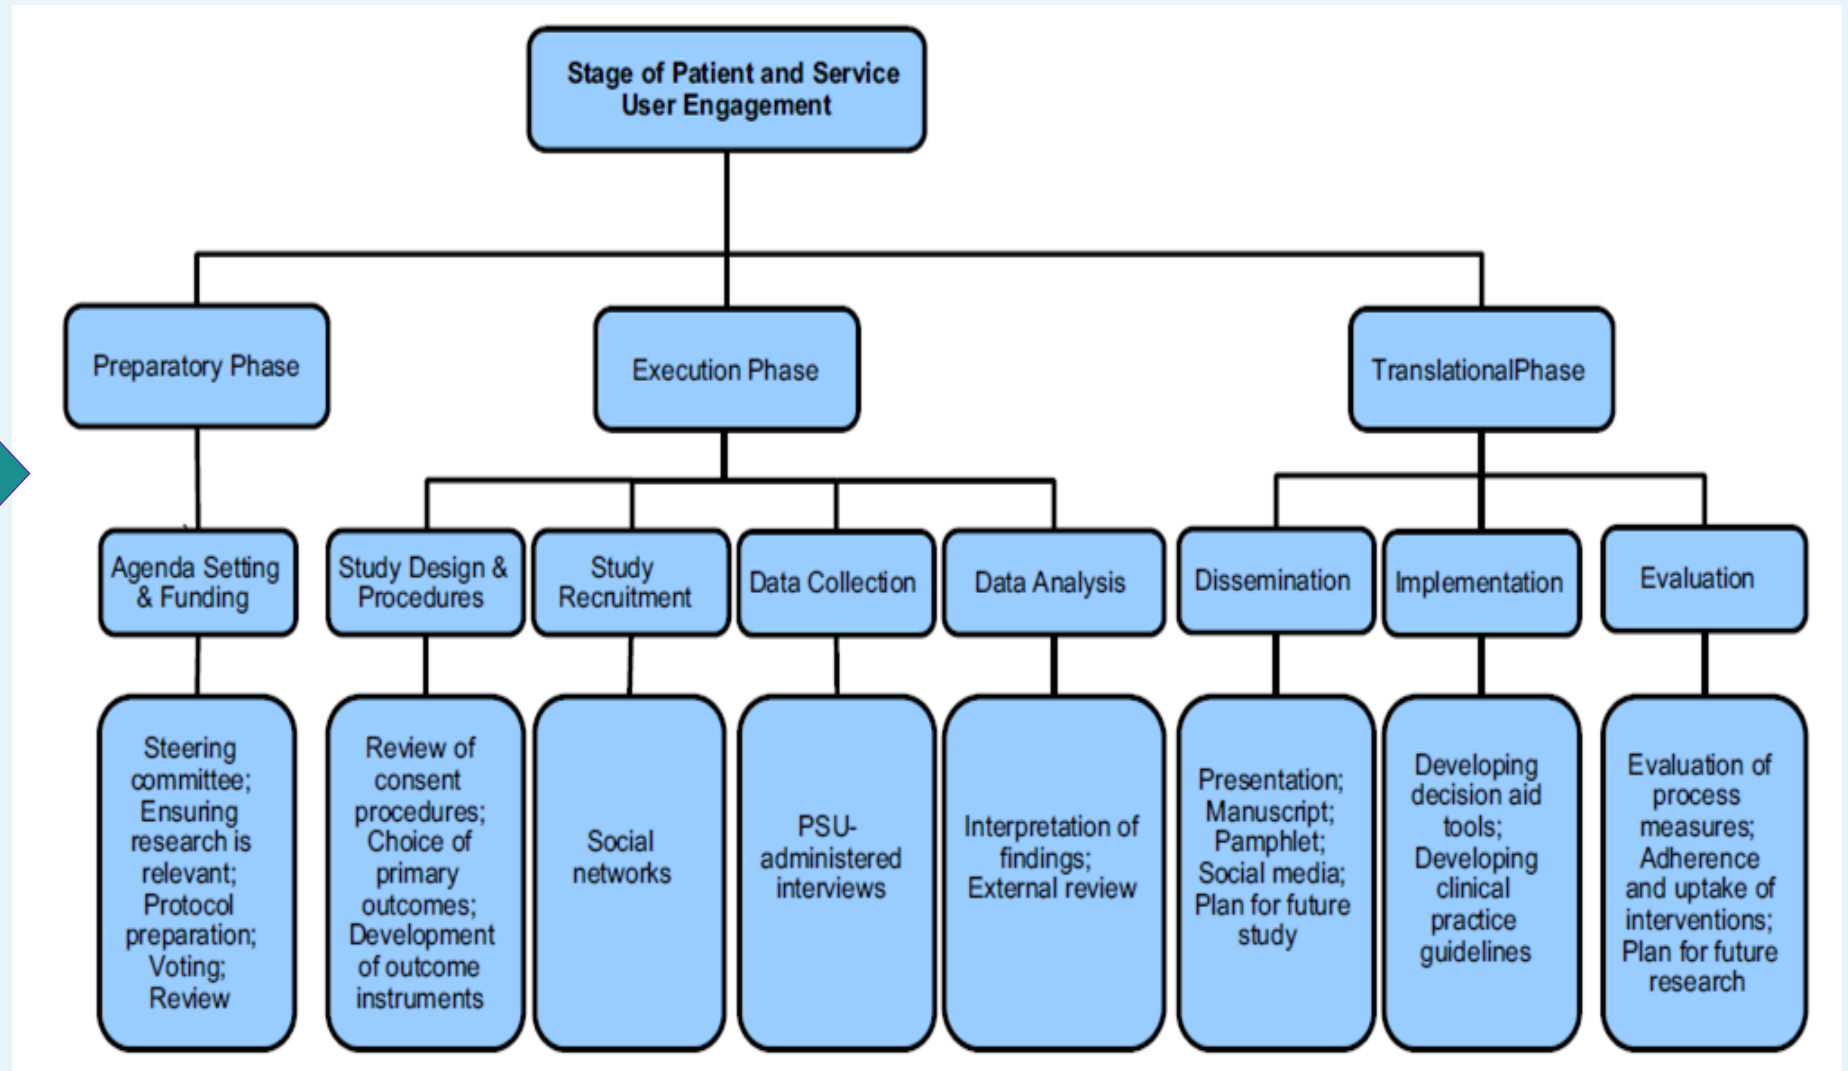 Stage of Patient and Service
User Engagement
Preparatory Phase
Execution Phase
TranslationalPhase
Agenda Setting
& Funding
Study Design &
Procedures
Study
Recruitment
Data Collection
Data Analysis
Dissemination
Implementation
Evaluation
Steering
committee;
Ensuring
research is
relevant;
Protocol
preparation;
Voting;
Review
Review of
consent
procedures;
Choice of
primary
outcomes;
Development
of outcome
instruments
Social
networks
PSU-
administered
interviews
Interpretation of
findings;
External review
Presentation;
Manuscript;
Pamphlet;
Social media;
Plan for future
study
Developing
decision aid
tools;
Developing
clinical
practice
guidelines
Evaluation of
process
measures;
Adherence
and uptake of
interventions;
Plan for future
research